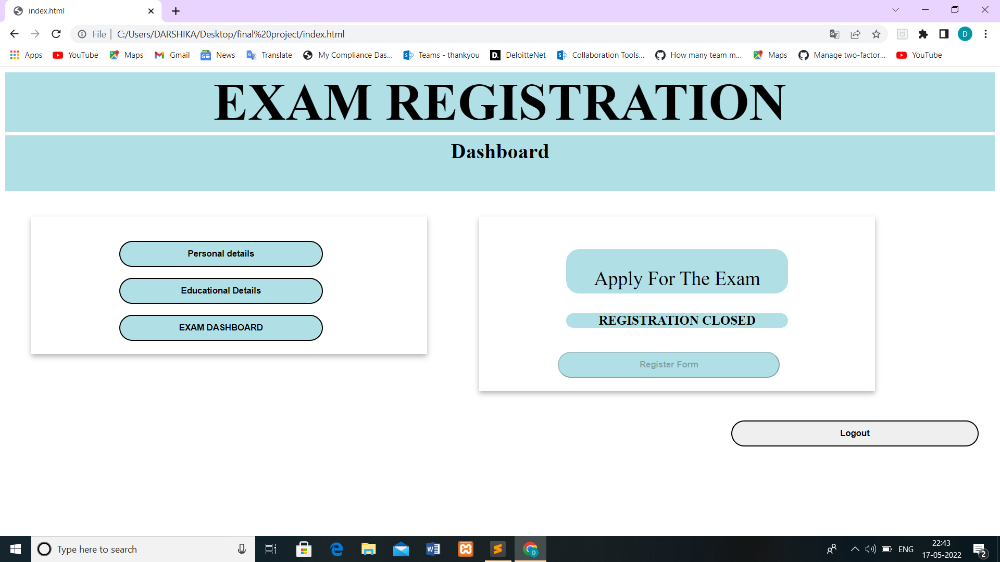 index.html
File
C:/Users/DARSHIKA/Desktop/final%20project/index.html
D
Apps
YouTube
Maps
Gmail
News
Translate
My Compliance Das...
Teams - thankyou
DeloitteNet
Collaboration Tools...
How many team m...
Maps
Manage two-factor...
YouTube
EXAM REGISTRATION
Dashboard
Personal details
Educational Details
EXAM DASHBOARD
Apply For The Exam
REGISTRATION CLOSED
Register Form
Logout
Type here to search
ENG
22:43
17-05-2022
2